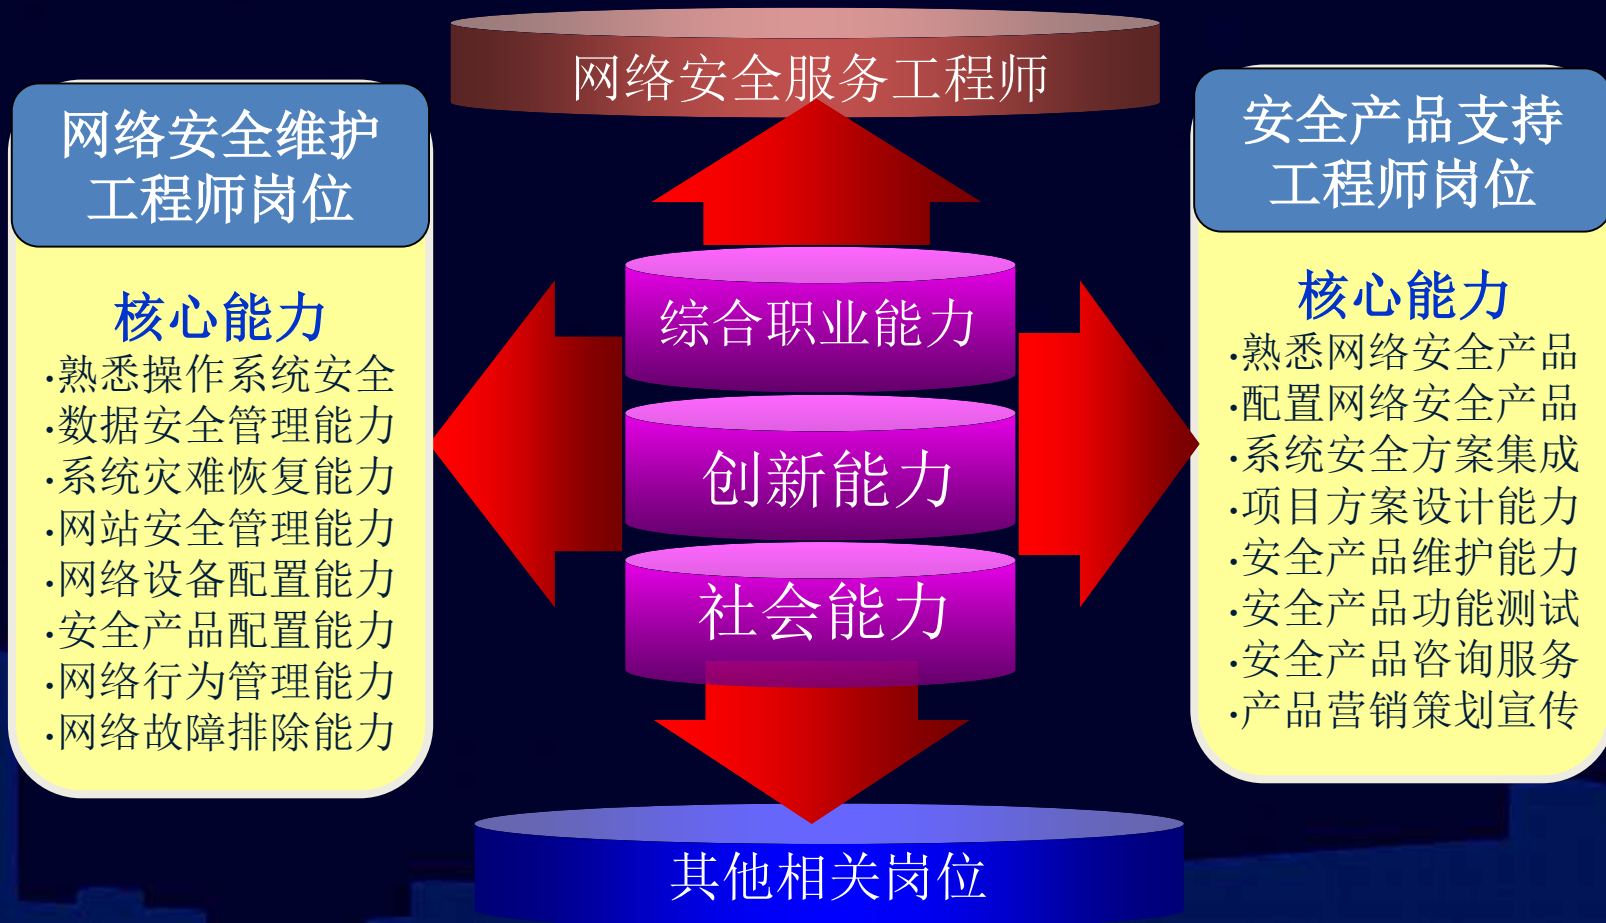 网络安全服务工程师
网络安全维护
工程师岗位
核心能力
·熟悉操作系统安全
·数据安全管理能力
·系统灾难恢复能力
·网站安全管理能力
·网络设备配置能力
·安全产品配置能力
·网络行为管理能力
·网络故障排除能力
综合职业能力
创新能力
社会能力
安全产品支持
工程师岗位
核心能力
·熟悉网络安全产品
·配置网络安全产品
·系统安全方案集成
·项目方案设计能力
·安全产品维护能力
·安全产品功能测试
·安全产品咨询服务
·产品营销策划宣传
其他相关岗位